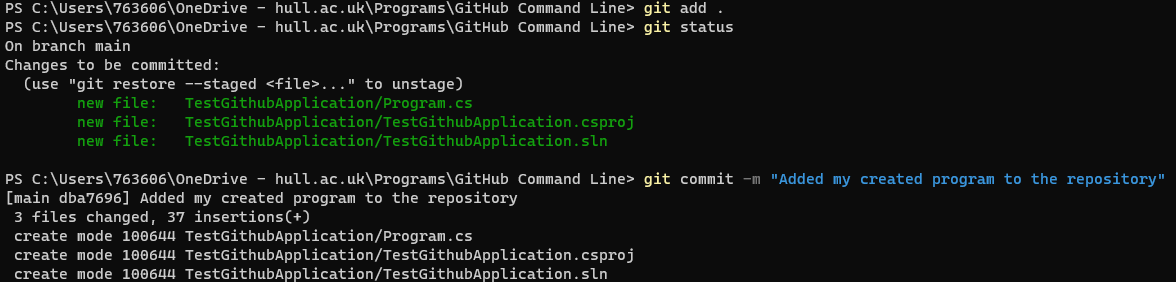 PS C:\Users\763606\OneDrive - hull.ac.uk\Programs\GitHub Command Line> git add .
PS C:\Users\763606\OneDrive - hull.ac.uk\Programs\GitHub Command Line> git status
On branch main
Changes to be committed:
  (use "git restore --staged <file>..." to unstage)
        new file:   TestGithubApplication/Program.cs
        new file:   TestGithubApplication/TestGithubApplication.csproj
        new file:   TestGithubApplication/TestGithubApplication.sln
PS C:\Users\763606\OneDrive - hull.ac.uk\Programs\GitHub Command Line> git commit -m "Added my created program to the repository"
[main dba7696] Added my created program to the repository
 3 files changed, 37 insertions(+)
 create mode 100644 TestGithubApplication/Program.cs
 create mode 100644 TestGithubApplication/TestGithubApplication.csproj
 create mode 100644 TestGithubApplication/TestGithubApplication.sln